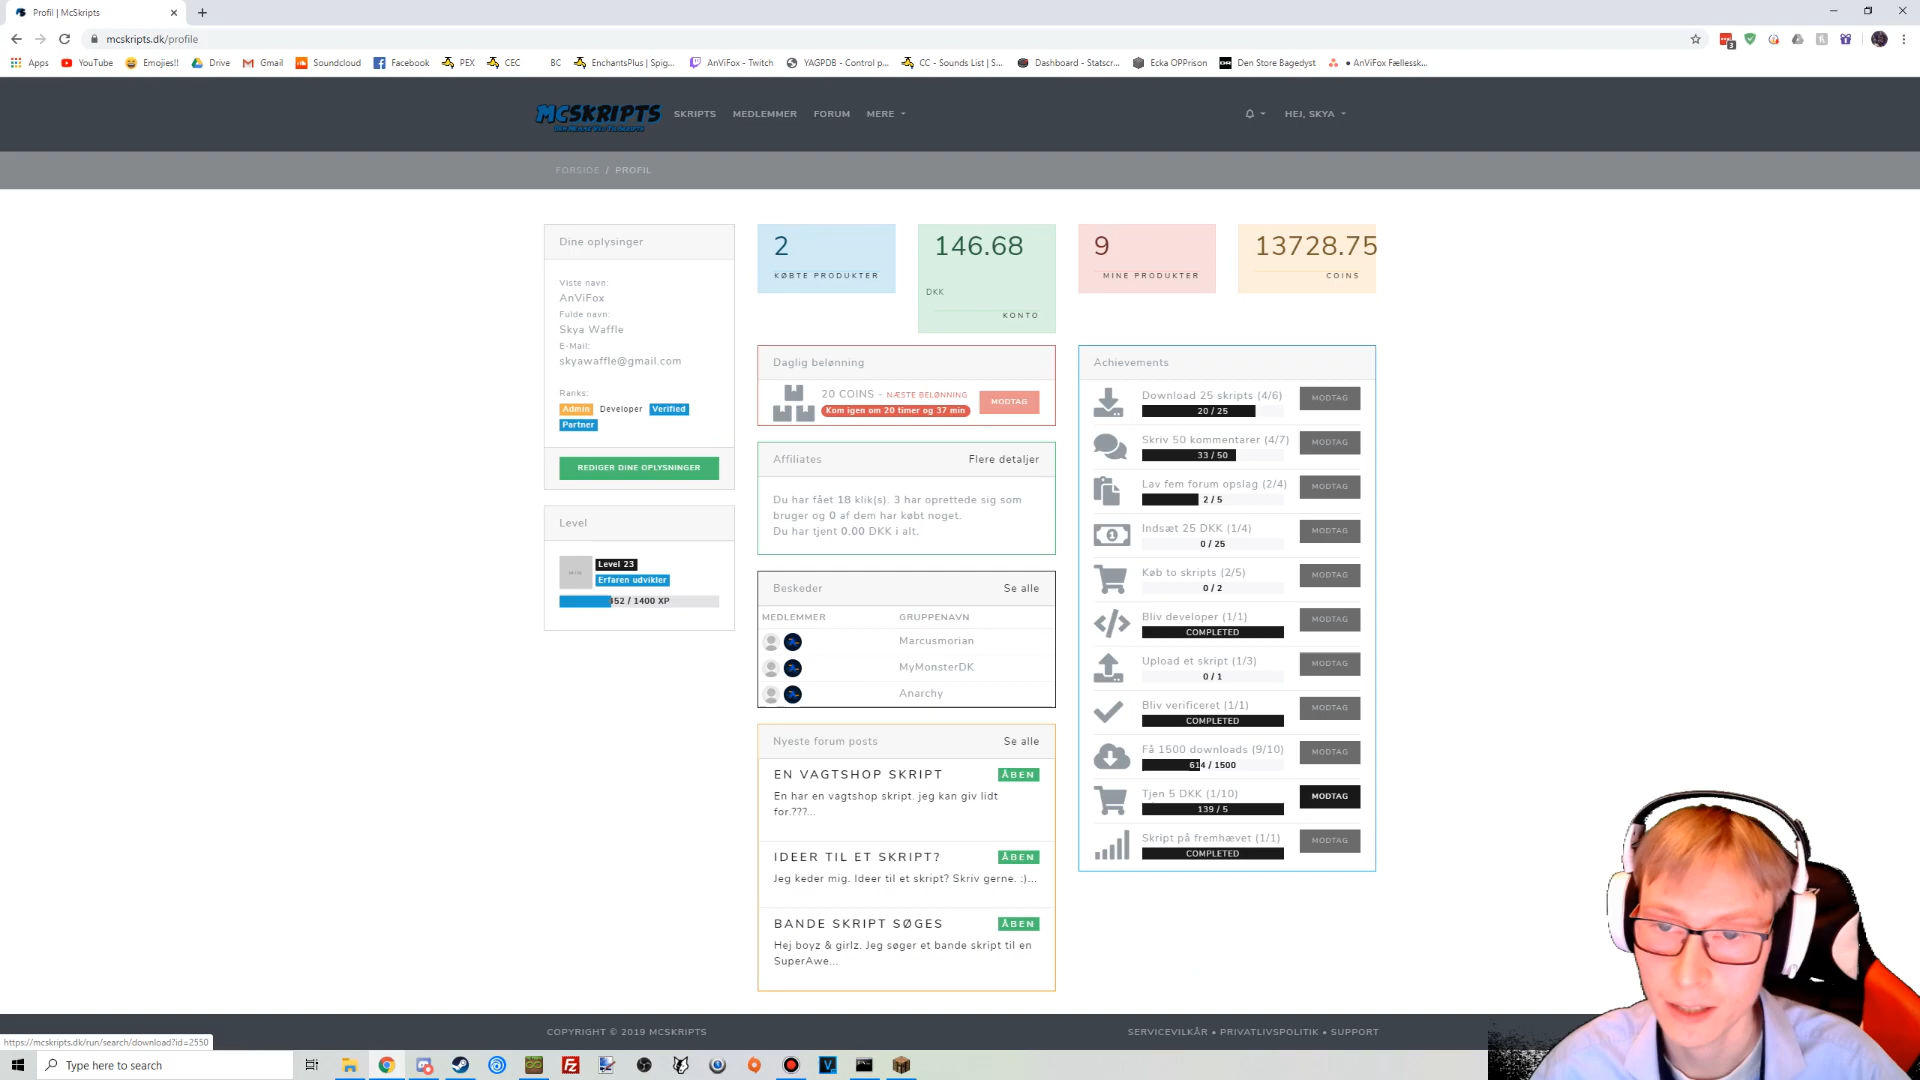 Profil | McSkripts
mcskripts.dk/profile
3
Apps YouTube Emojies!! Drive Gmail Soundcloud Facebook PEX CEC BC EnchantsPlus | Spig... AnViFox - Twitch YAGPDB - Control p... CC - Sounds List | S... Dashboard - Statscr... Ecka OPPrison Den Store Bagedyst • AnViFox Fællessk...
MCSKRIPTS
SKRIPTS MEDLEMMER FORUM MERE
HEJ, SKYA
FORSIDE / PROFIL
Dine oplysinger
Viste navn:
AnViFox
Fulde navn:
Skya Waffle
E-Mail:
skyawaffle@gmail.com
Ranks:
Admin Developer Verified
Partner
REDIGER DINE OPLYSNINGER
Level
Level 23
Erfaren udvikler
452 / 1400 XP
2
KØBTE PRODUKTER
146.68
DKK
KONTO
9
MINE PRODUKTER
13728.75
COINS
Daglig belønning
20 COINS - NÆSTE BELØNNING
Kom igen om 20 timer og 37 min
MODTAG
Affiliates Flere detaljer
Du har fået 18 klik(s). 3 har oprettede sig som
bruger og 0 af dem har købt noget.
Du har tjent 0.00 DKK i alt.
Beskeder Se alle
MEDLEMMER GRUPPENAVN
Marcusmorian
MyMonsterDK
Anarchy
Nyeste forum posts Se alle
EN VAGTSHOP SKRIPT ÅBEN
En har en vagtshop skript. jeg kan giv lidt
for.???...
IDEER TIL ET SKRIPT? ÅBEN
Jeg keder mig. Ideer til et skript? Skriv gerne. :)...
BANDE SKRIPT SØGES ÅBEN
Hej boyz & girlz. Jeg søger et bande skript til en
SuperAwe...
Achievements
Download 25 skripts (4/6) MODTAG
20 / 25
Skriv 50 kommentarer (4/7) MODTAG
33 / 50
Lav fem forum opslag (2/4) MODTAG
2 / 5
Indsæt 25 DKK (1/4) MODTAG
0 / 25
Køb to skripts (2/5) MODTAG
0 / 2
Bliv developer (1/1) MODTAG
COMPLETED
Upload et skript (1/3) MODTAG
0 / 1
Bliv verificeret (1/1) MODTAG
COMPLETED
Få 1500 downloads (9/10) MODTAG
614 / 1500
Tjen 5 DKK (1/10) MODTAG
139 / 5
Skript på fremhævet (1/1) MODTAG
COMPLETED
COPYRIGHT © 2019 MCSKRIPTS
SERVICEVILKÅR • PRIVATLIVSPOLITIK • SUPPORT
https://mcskripts.dk/run/search/download?id=2550
Type here to search